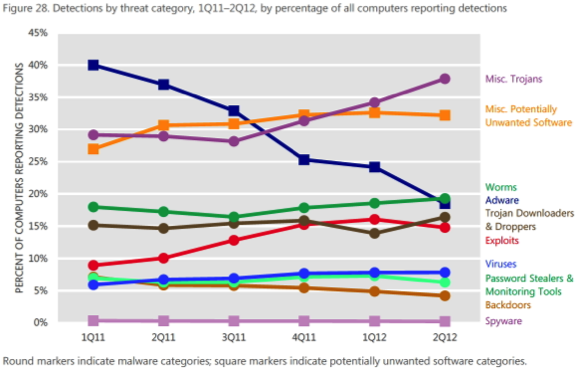 Figure 28. Detections by threat category, 1Q11–2Q12, by percentage of all computers reporting detections
PERCENT OF COMPUTERS REPORTING DETECTIONS
45%
40%
35%
30%
25%
20%
15%
10%
5%
0%
1Q11 2Q11 3Q11 4Q11 1Q12 2Q12
Misc. Trojans
Misc. Potentially
Unwanted Software
Worms
Adware
Trojan Downloaders
& Droppers
Exploits
Viruses
Password Stealers &
Monitoring Tools
Backdoors
Spyware
Round markers indicate malware categories; square markers indicate potentially unwanted software categories.